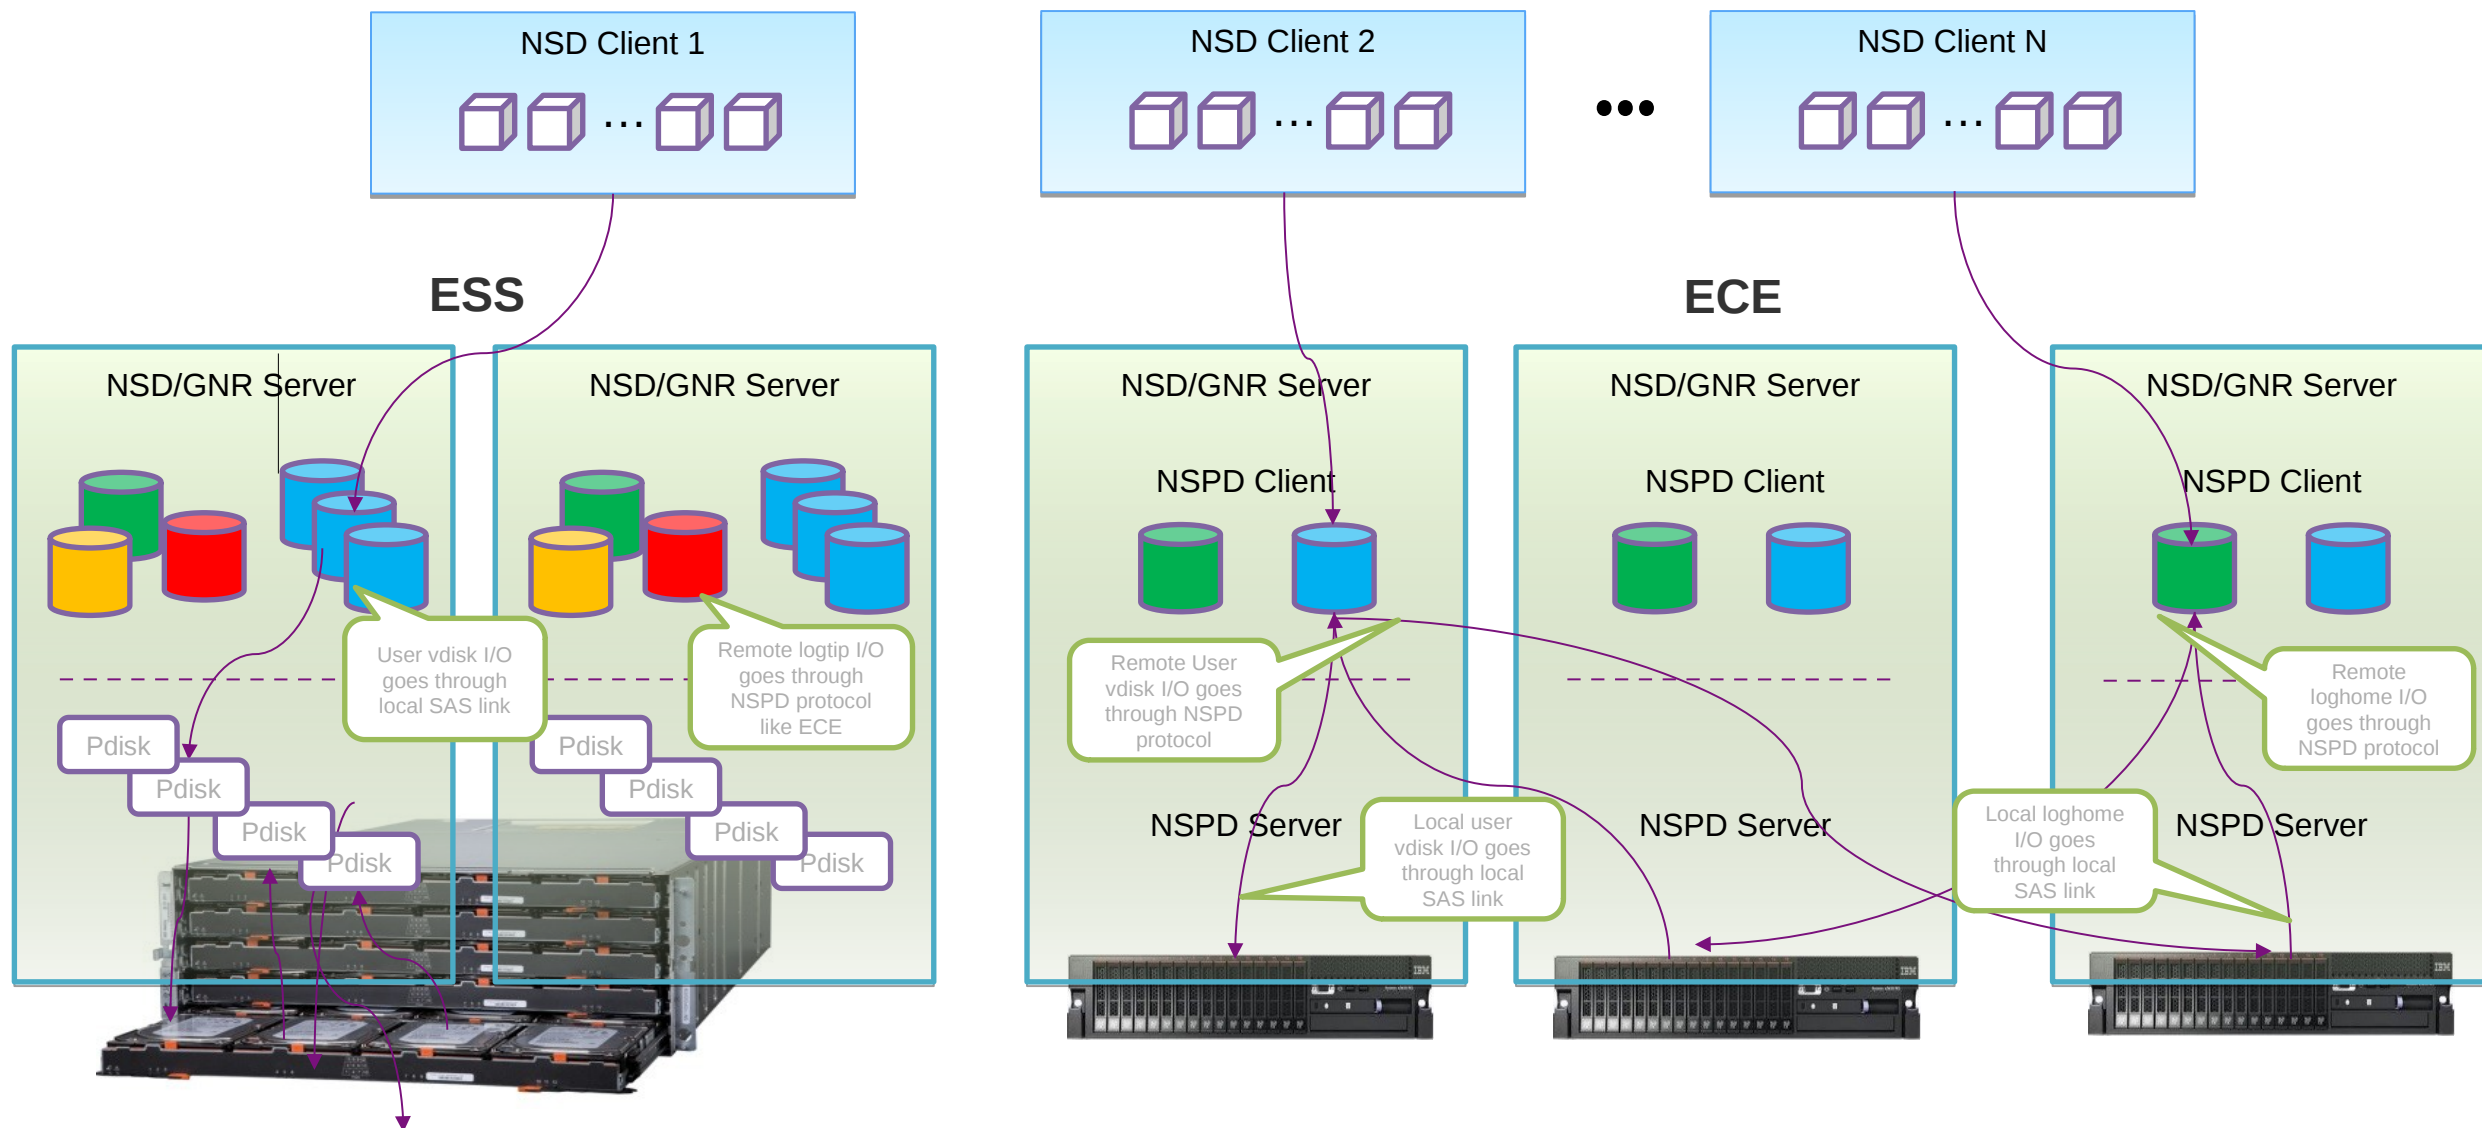 NSD Client 1
NSD Client 2
NSD Client N
...
...
...
...
ESS
ECE
NSD/GNR Server
NSD/GNR Server
NSD/GNR Server
NSD/GNR Server
NSD/GNR Server
NSPD Client
NSPD Client
NSPD Client
User vdisk I/O
goes through
local SAS link
Remote logtip I/O
goes through
NSPD protocol
like ECE
Remote User
vdisk I/O goes
through NSPD
protocol
Remote
loghome I/O
goes through
NSPD protocol
Pdisk
Pdisk
Pdisk
Pdisk
Pdisk
Pdisk
Pdisk
Pdisk
NSPD Server
Local user
vdisk I/O goes
through local
SAS link
NSPD Server
Local loghome
I/O goes
through local
SAS link
NSPD Server
IBM
IBM
IBM